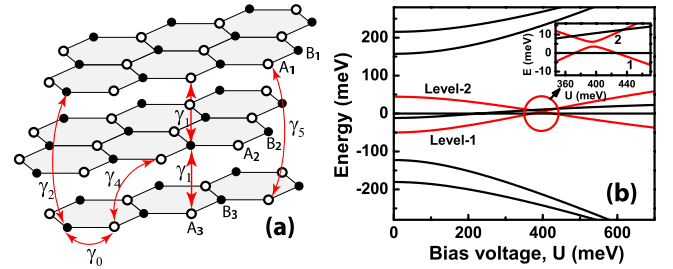 B1
A1
γ1
γ5
B2
A2
γ2
γ4
γ1
B3
A3
(a)
γ0
Energy (meV)
200
100
0
-100
-200
Level-2
Level-1
E (meV)
10
0
-10
2
1
360
440
U (meV)
(b)
0
200
400
600
Bias voltage, U (meV)